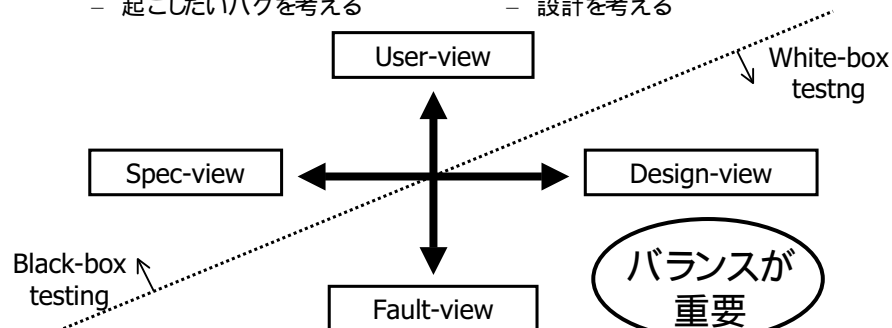 – 起こしたいバグを考える – 設計を考える
User-view
White-box
testng
Spec-view
Design-view
Black-box
testing
バランスが
重要
Fault-view